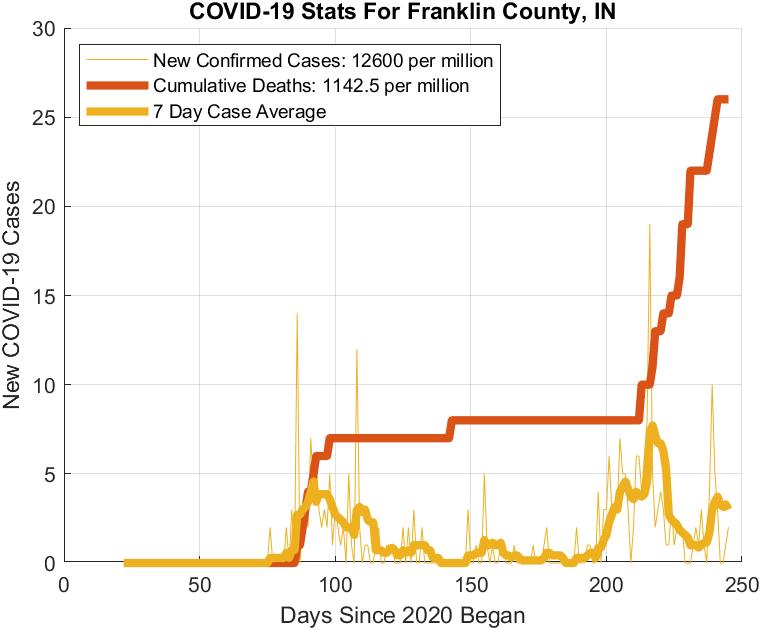 COVID-19 Stats For Franklin County, IN
New Confirmed Cases: 12600 per million
Cumulative Deaths: 1142.5 per million
7 Day Case Average
New COVID-19 Cases
30
25
20
15
10
5
0
0 50 100 150 200 250
Days Since 2020 Began